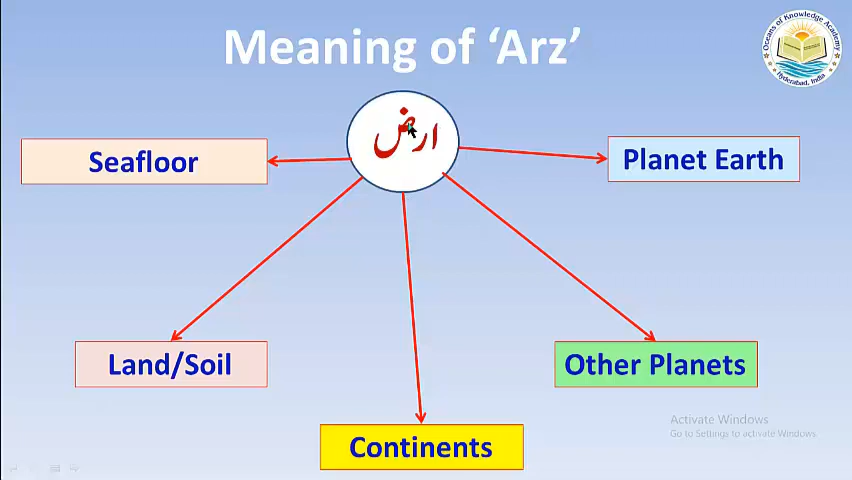 Meaning of ‘Arz’
Oceans of Knowledge Academy
Hyderabad, India
ارض
Seafloor
Planet Earth
Land/Soil
Other Planets
Continents
Activate Windows
Go to Settings to activate Windows.